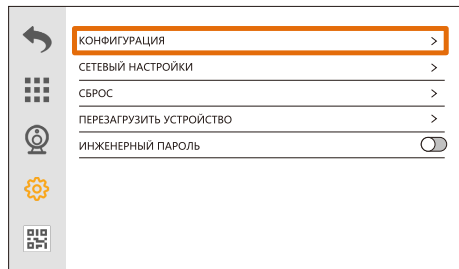 КОНФИГУРАЦИЯ
СЕТЕВЫЙ НАСТРОЙКИ
СБРОС
ПЕРЕЗАГРУЗИТЬ УСТРОЙСТВО
ИНЖЕНЕРНЫЙ ПАРОЛЬ